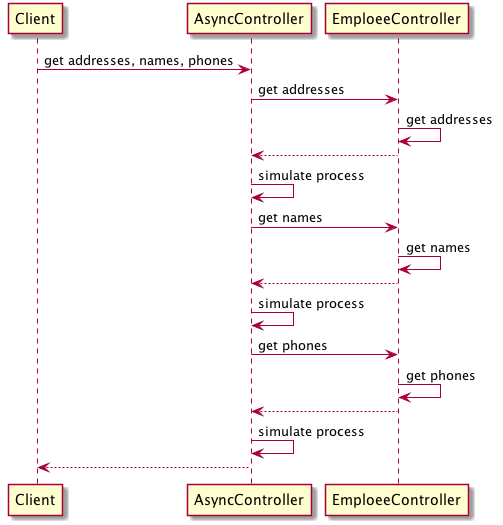 Client
AsyncController
EmploeeController
get addresses, names, phones
get addresses
get addresses
simulate process
get names
get names
simulate process
get phones
get phones
simulate process
Client
AsyncController
EmploeeController